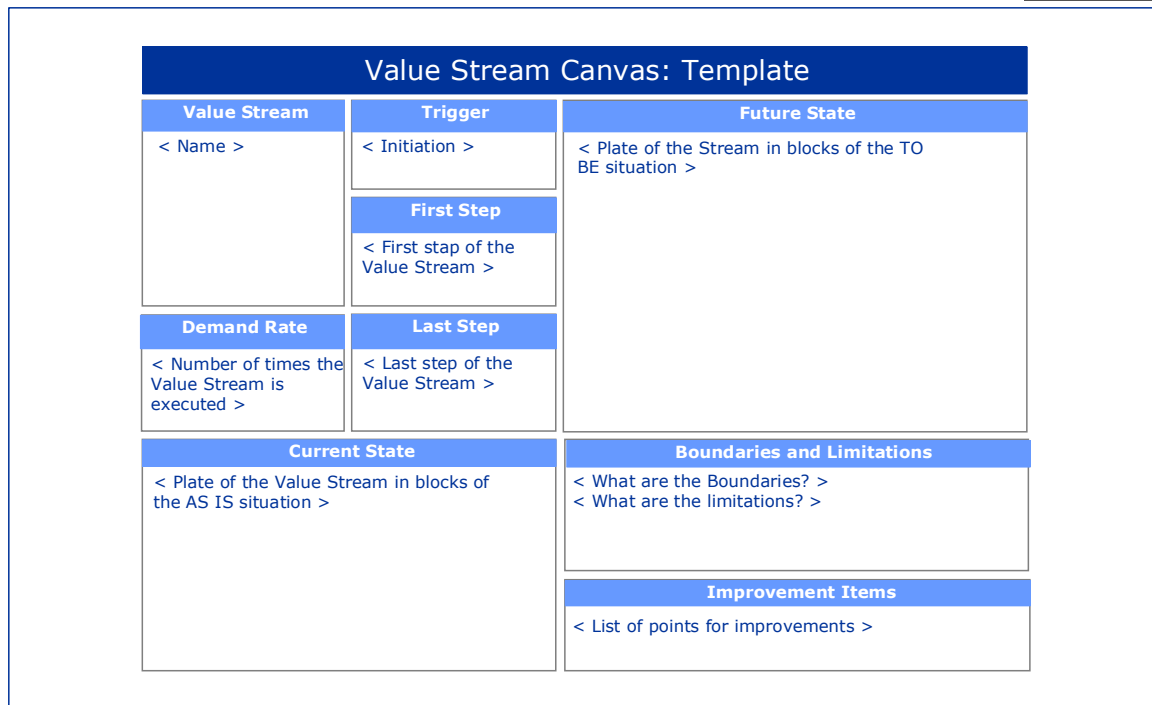 Value Stream Canvas: Template
Value Stream
< Name >
Trigger
< Initiation >
First Step
< First stap of the
Value Stream >
Demand Rate
< Number of times the
Value Stream is
executed >
Last Step
< Last step of the
Value Stream >
Future State
< Plate of the Stream in blocks of the TO
BE situation >
Current State
< Plate of the Value Stream in blocks of
the AS IS situation >
Boundaries and Limitations
< What are the Boundaries? >
< What are the limitations? >
Improvement Items
< List of points for improvements >